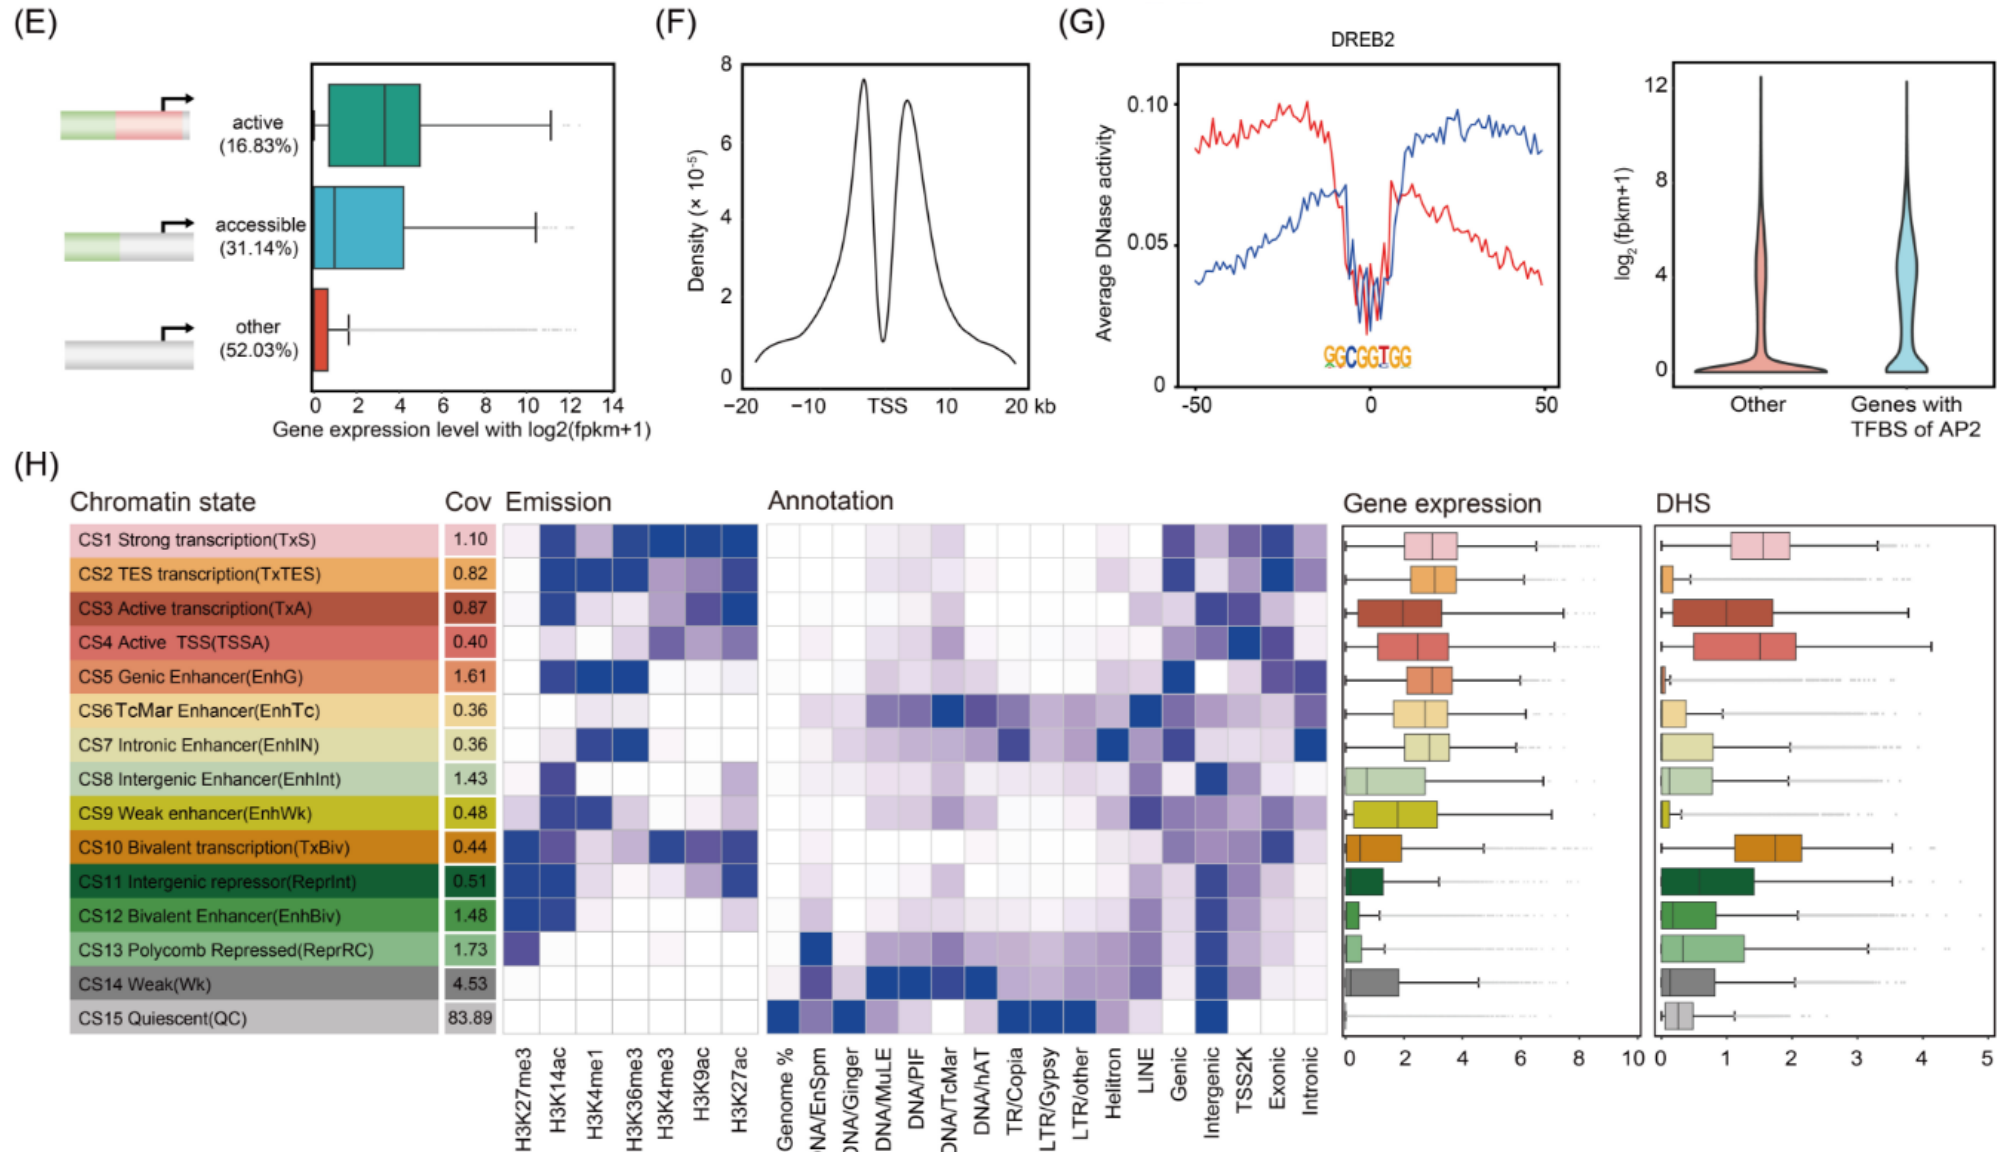 (E)
active
(16.83%)
accessible
(31.14%)
other
(52.03%)
0 2 4 6 8 10 12 14
Gene expression level with log2(fpkm+1)
(F)
Density (× 10-5)
8
6
4
2
0
−20 −10 TSS 10 20 kb
(G)
DREB2
Average DNase activity
0.10
0.05
0
GGCGGTGG
-50 0 50
log2(fpkm+1)
12
8
4
0
Other
Genes with
TFBS of AP2
(H)
Chromatin state Cov Emission Annotation Gene expression DHS
CS1 Strong transcription(TxS) 1.10
CS2 TES transcription(TxTES) 0.82
CS3 Active transcription(TxA) 0.87
CS4 Active TSS(TSSA) 0.40
CS5 Genic Enhancer(EnhG) 1.61
CS6 TcMar Enhancer(EnhTc) 0.36
CS7 Intronic Enhancer(EnhIN) 0.36
CS8 Intergenic Enhancer(EnhInt) 1.43
CS9 Weak enhancer(EnhWk) 0.48
CS10 Bivalent transcription(TxBiv) 0.44
CS11 Intergenic repressor(ReprInt) 0.51
CS12 Bivalent Enhancer(EnhBiv) 1.48
CS13 Polycomb Repressed(ReprRC) 1.73
CS14 Weak(Wk) 4.53
CS15 Quiescent(QC) 83.89
H3K27me3
H3K14ac
H3K4me1
H3K36me3
H3K4me3
H3K9ac
H3K27ac
Genome %
NA/EnSpm
NA/Ginger
DNA/MuLE
DNA/PIF
NA/TcMar
DNA/hAT
TR/Copia
LTR/Gypsy
LTR/other
Helitron
LINE
Genic
Intergenic
TSS2K
Exonic
Intronic
0 2 4 6 8 10
0 1 2 3 4 5